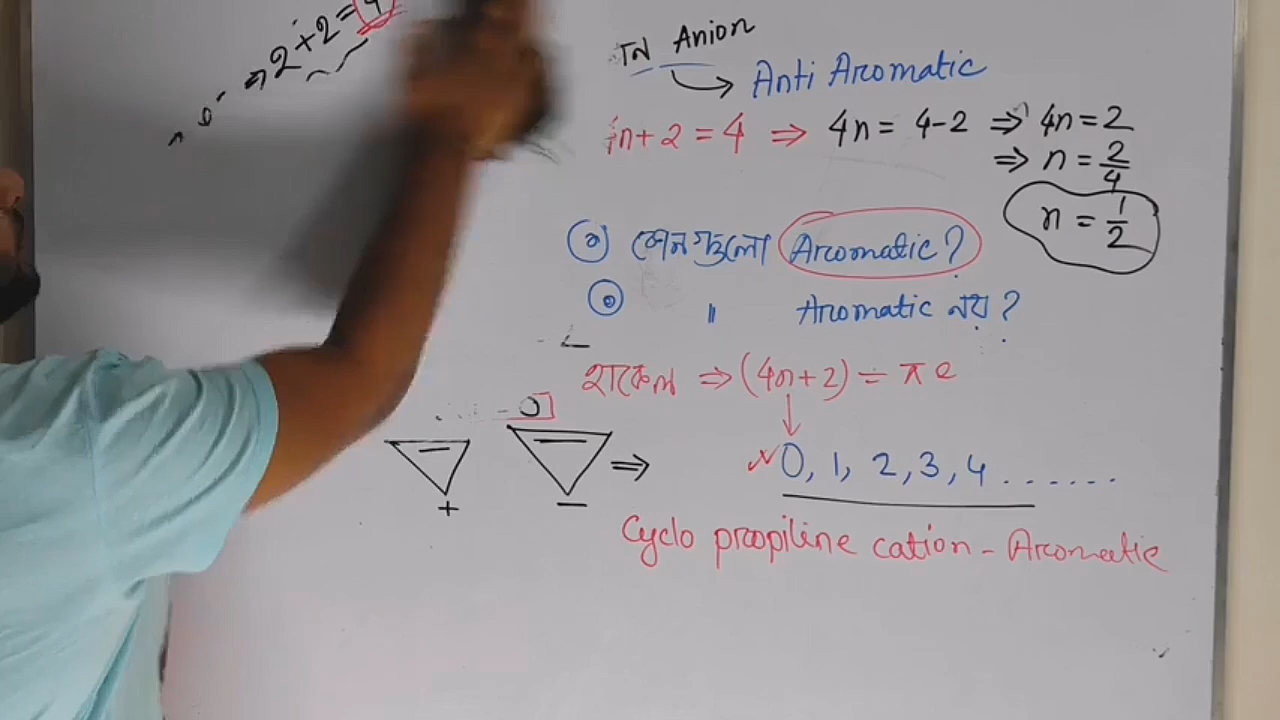 2+2=4
Anion
Anti Aromatic
n+2 = 4 ⇒ 4n = 4-2 ⇒ 4n = 2
⇒ n = 2/4
n = 1/2
কোনগুলো Aromatic?
" Aromatic নয়?
হাকেল ⇒ (4n+2) = π e
0, 1, 2, 3, 4 . . . . . .
+ − ⇒
Cyclo propiline cation - Aromatic